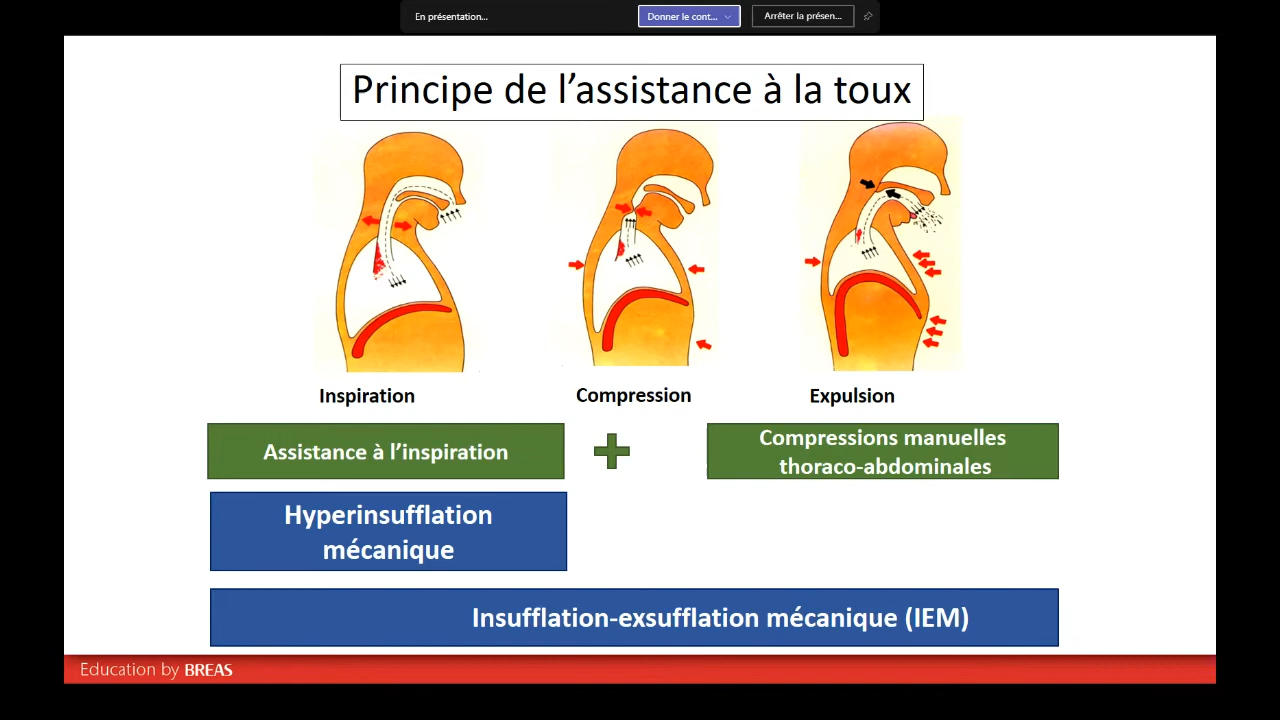 En présentation...
Donner le cont...
Arrêter la présen...
Principe de l’assistance à la toux
Inspiration
Compression
Expulsion
Assistance à l’inspiration
Compressions manuelles
thoraco-abdominales
Hyperinsufflation
mécanique
Insufflation-exsufflation mécanique (IEM)
Education by BREAS